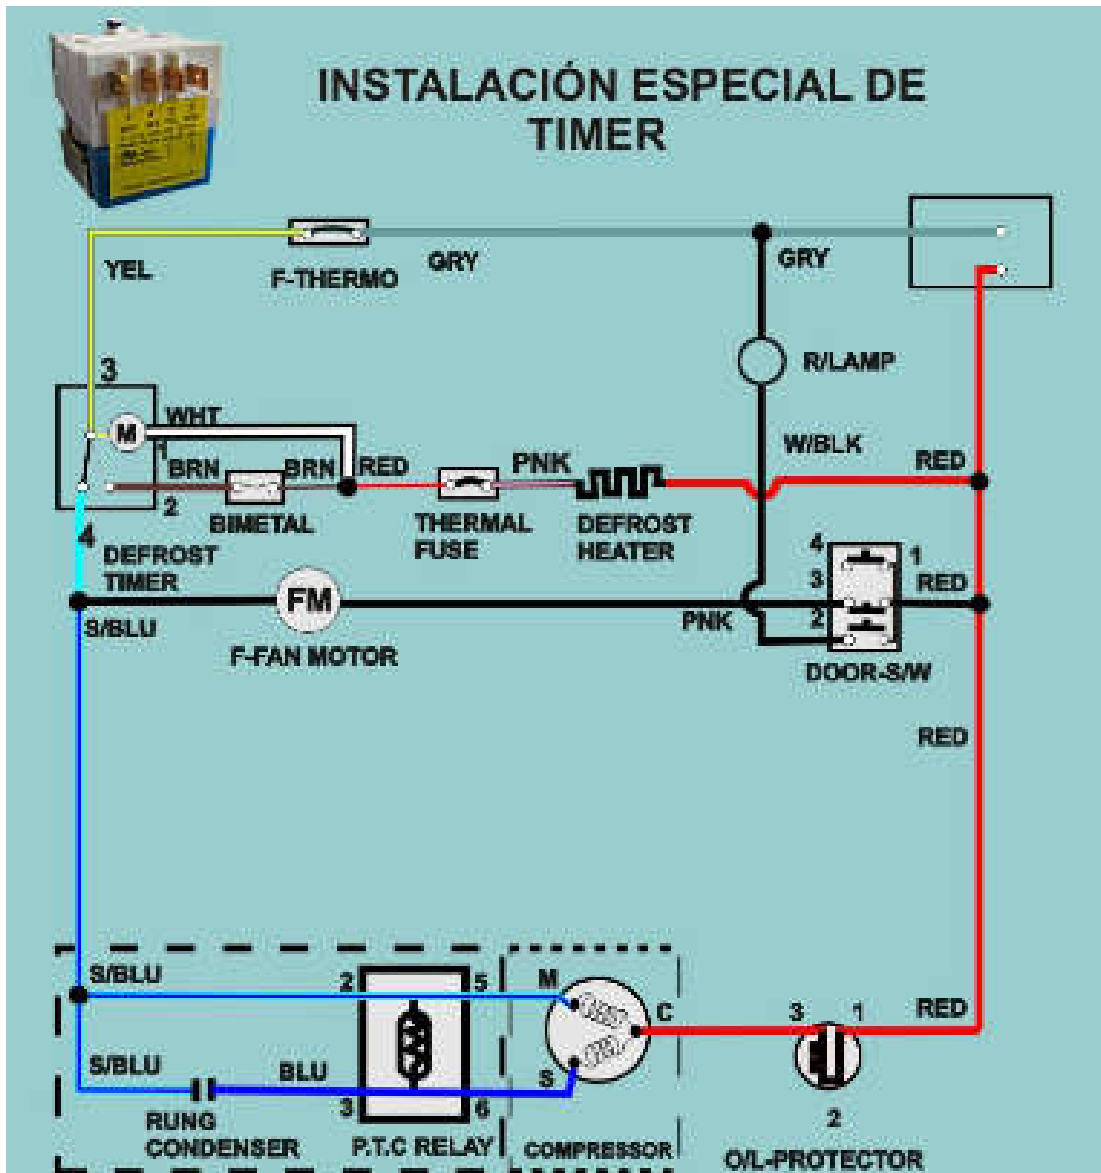 INSTALACIÓN ESPECIAL DE
TIMER
YEL
F-THERMO
GRY
GRY
R/LAMP
3
M
WHT
1
BRN
BRN
RED
PNK
W/BLK
RED
2
BIMETAL
THERMAL
FUSE
DEFROST
HEATER
4
DEFROST
TIMER
4
1
3
RED
2
S/BLU
FM
PNK
F-FAN MOTOR
DOOR-S/W
RED
S/BLU
2
5
M
C
3
1
RED
S/BLU
BLU
S
3
6
RUNG
CONDENSER
P.T.C RELAY
COMPRESSOR
2
O/L-PROTECTOR